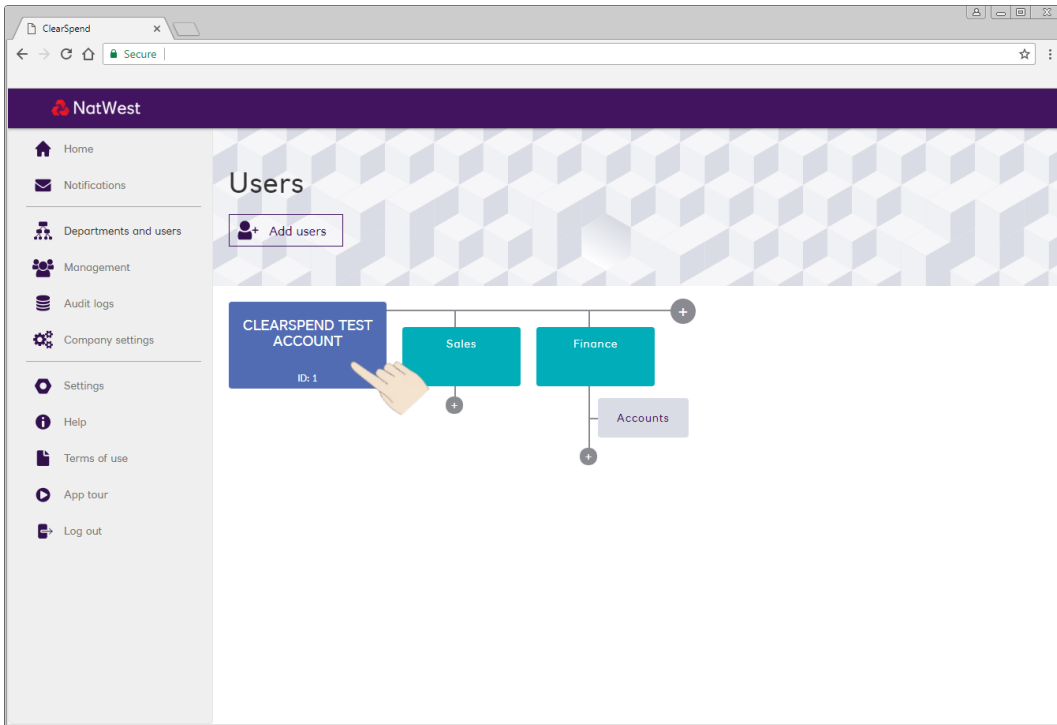 ClearSpend
Secure
NatWest
Home
Notifications
Departments and users
Management
Audit logs
Company settings
Settings
Help
Terms of use
App tour
Log out
Users
Add users
CLEARSPEND TEST
ACCOUNT
ID: 1
Sales
Finance
Accounts